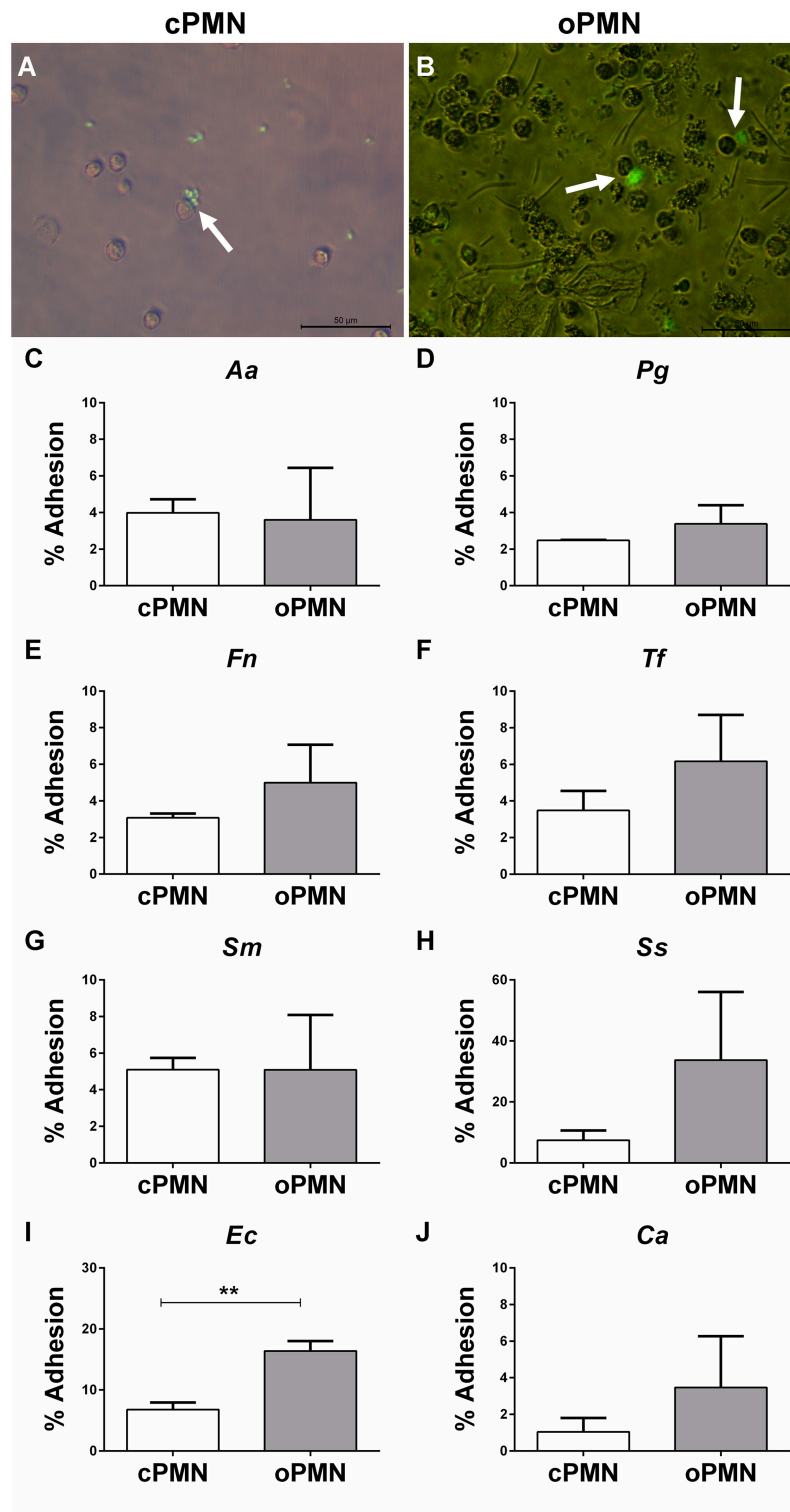 cPMN oPMN
A B
50 µm 50 µm
C Aa D Pg
% Adhesion % Adhesion
10 10
8 8
6 6
4 4
2 2
0 0
cPMN oPMN cPMN oPMN
E Fn F Tf
% Adhesion % Adhesion
10 10
8 8
6 6
4 4
2 2
0 0
cPMN oPMN cPMN oPMN
G Sm H Ss
% Adhesion % Adhesion
10 60
8
6 40
4 20
2
0 0
cPMN oPMN cPMN oPMN
I Ec J Ca
% Adhesion % Adhesion
30 ** 10
8
20 6
10 4
2
0 0
cPMN oPMN cPMN oPMN